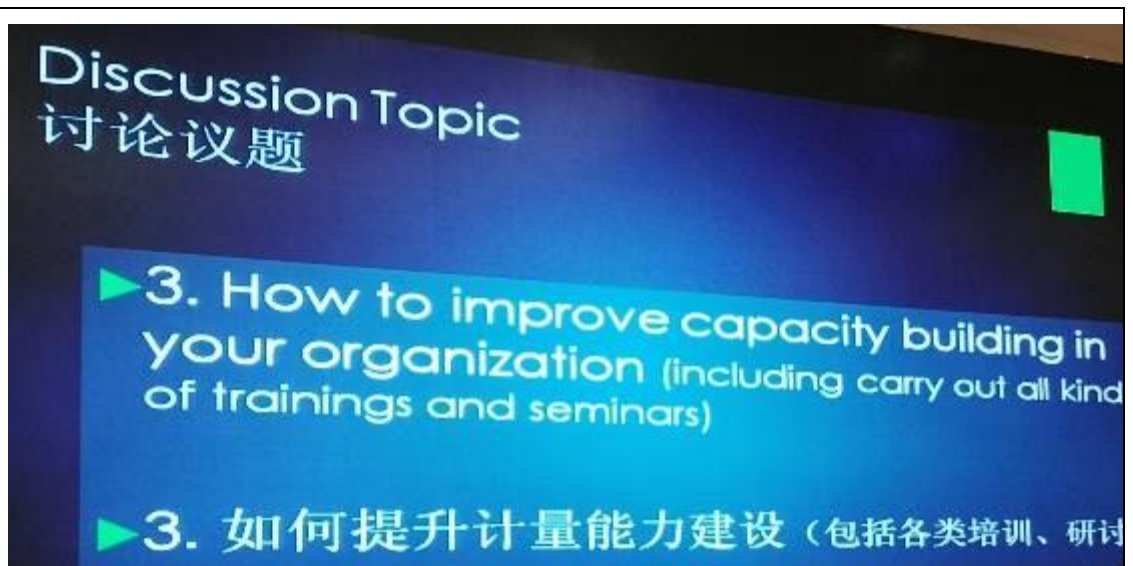 Discussion Topic
讨论议题
3. How to improve capacity building in
your organization (including carry out all kind
of trainings and seminars)
3. 如何提升计量能力建设（包括各类培训、研讨